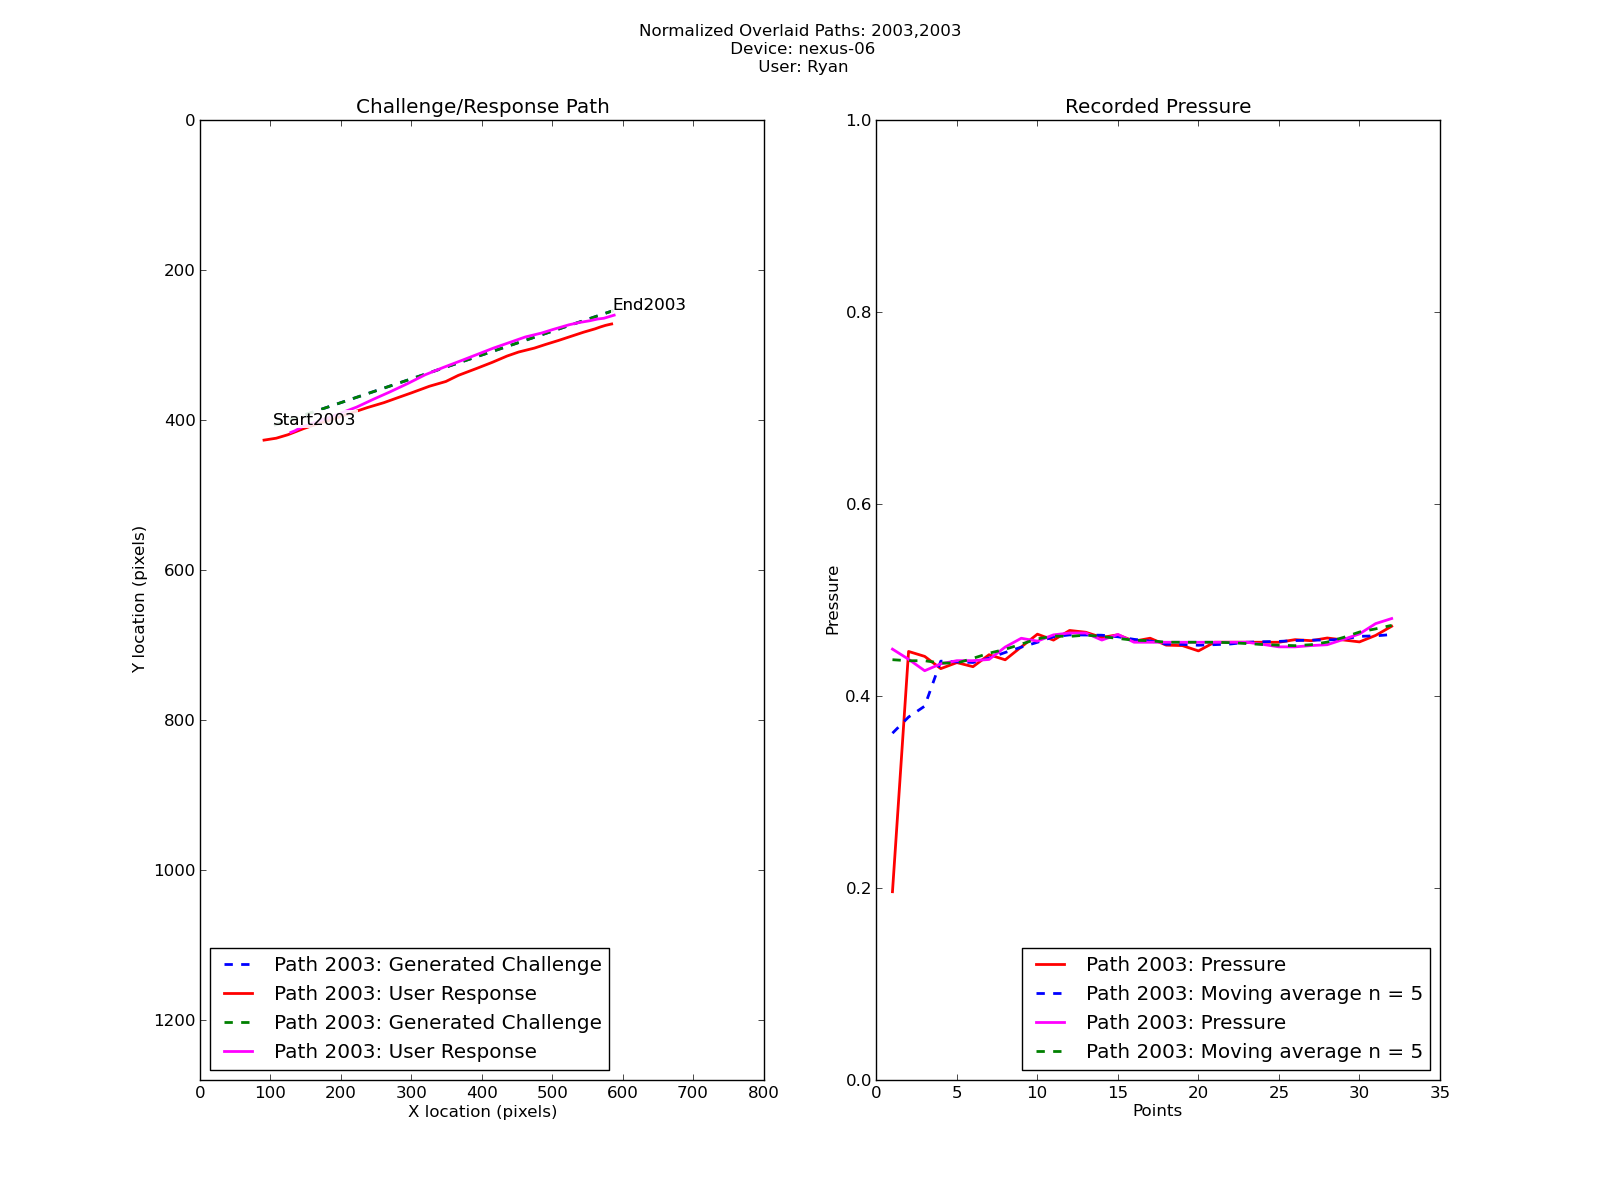 Normalized Overlaid Paths: 2003,2003
Device: nexus-06
User: Ryan
Challenge/Response Path
0
200
400
600
800
1000
1200
Y location (pixels)
End2003
Start2003
Path 2003: Generated Challenge
Path 2003: User Response
Path 2003: Generated Challenge
Path 2003: User Response
0 100 200 300 400 500 600 700 800
X location (pixels)
Recorded Pressure
1.0
0.8
0.6
0.4
0.2
0.0
Pressure
Path 2003: Pressure
Path 2003: Moving average n = 5
Path 2003: Pressure
Path 2003: Moving average n = 5
0 5 10 15 20 25 30 35
Points